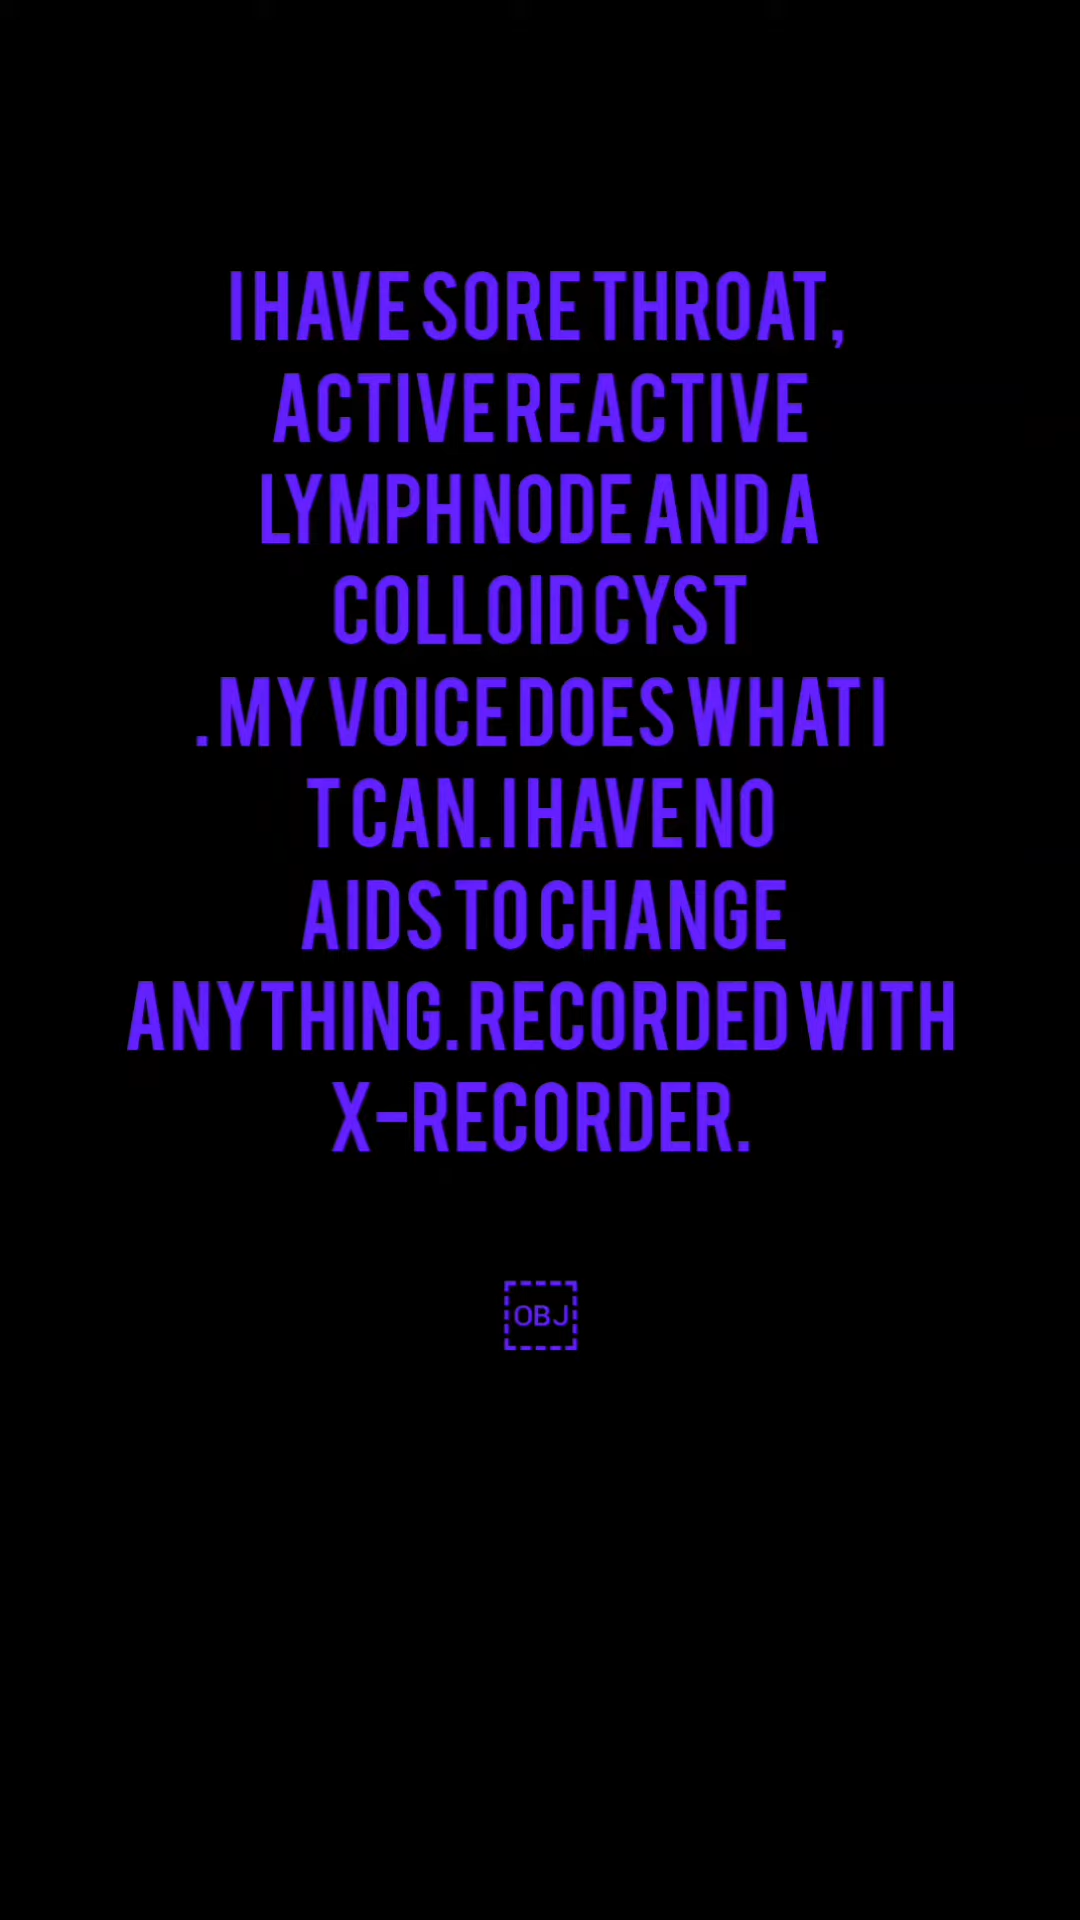 I HAVE SORE THROAT,
ACTIVE REACTIVE
LYMPH NODE AND A
COLLOID CYST
. MY VOICE DOES WHAT I
T CAN. I HAVE NO
AIDS TO CHANGE
ANYTHING. RECORDED WITH
X-RECORDER.
OBJ